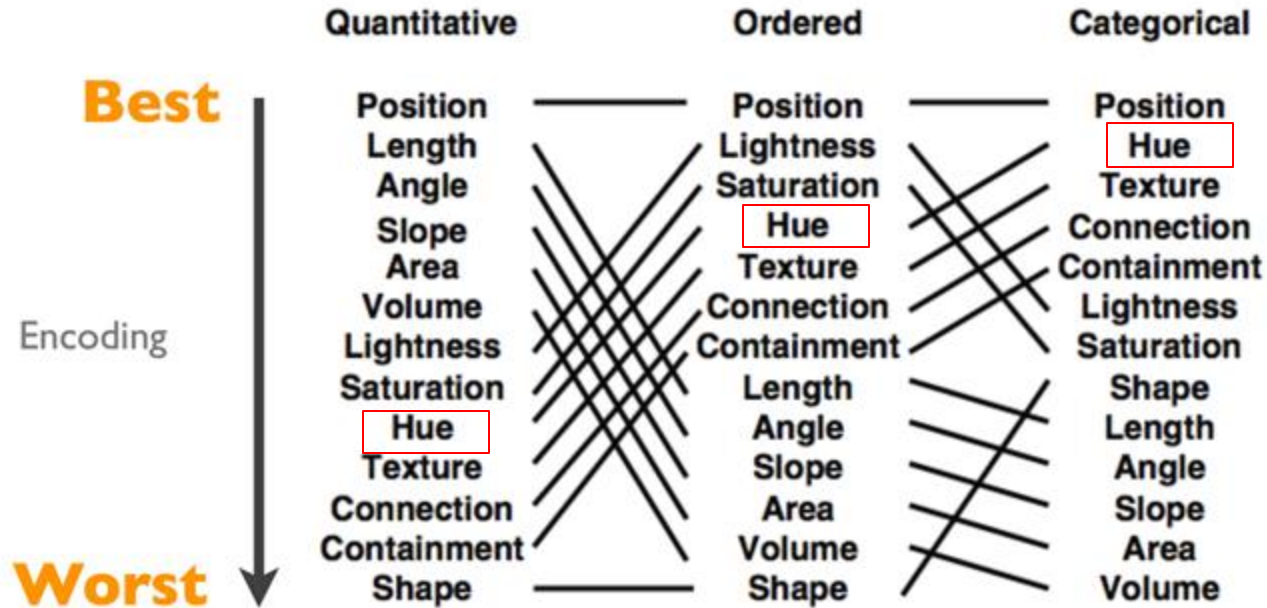 Quantitative Ordered Categorical
Best
Position Position Position
Length Lightness Hue
Angle Saturation Texture
Slope Hue Connection
Area Texture Containment
Volume Connection Lightness
Encoding
Lightness Containment Saturation
Saturation Length Shape
Hue Angle Length
Texture Slope Angle
Connection Area Slope
Containment Volume Area
Worst
Shape Shape Volume